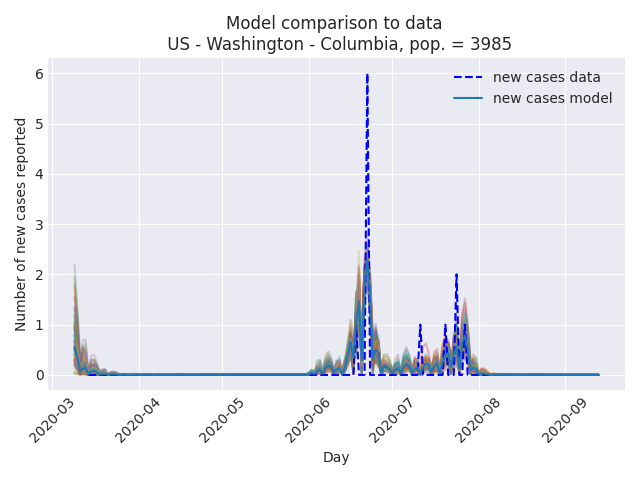 Model comparison to data
US - Washington - Columbia, pop. = 3985
new cases data
new cases model
Number of new cases reported
6
5
4
3
2
1
0
2020-03
2020-04
2020-05
2020-06
2020-07
2020-08
2020-09
Day